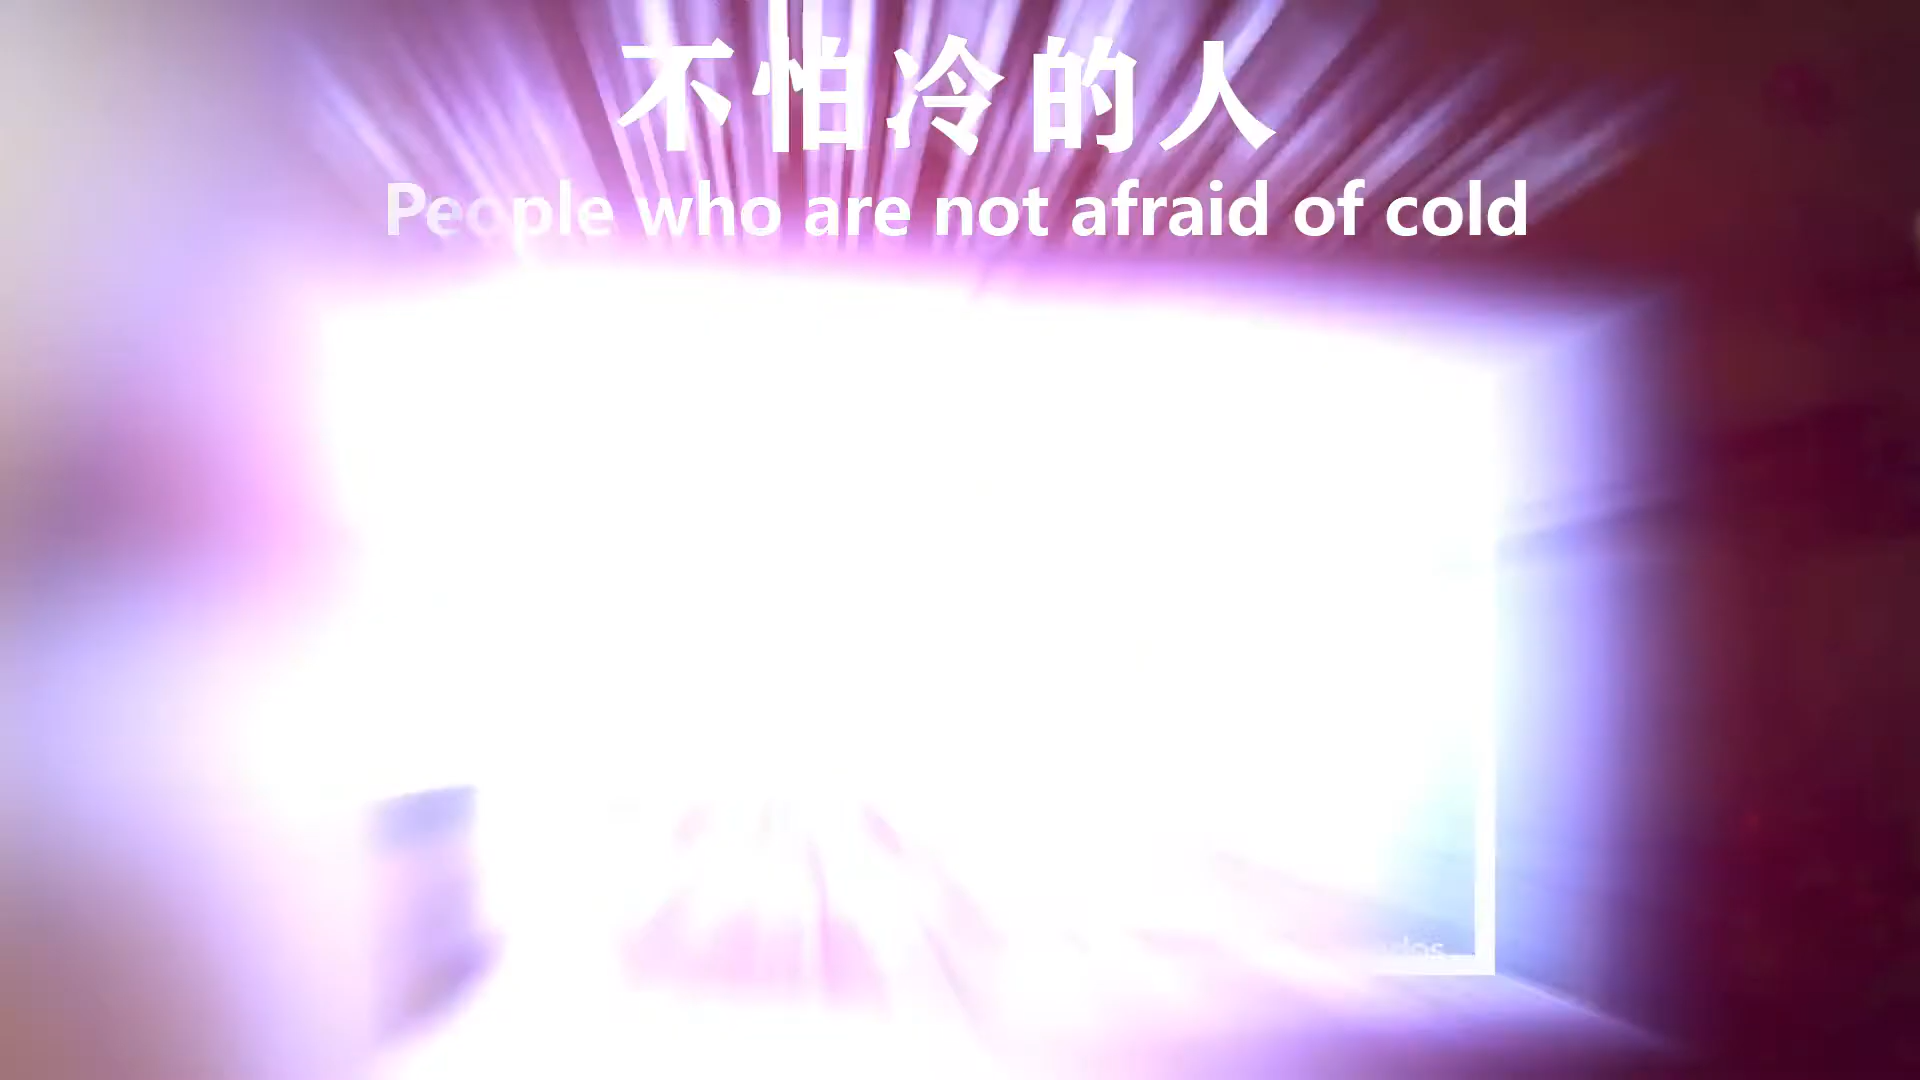 不怕冷的人
People who are not afraid of cold